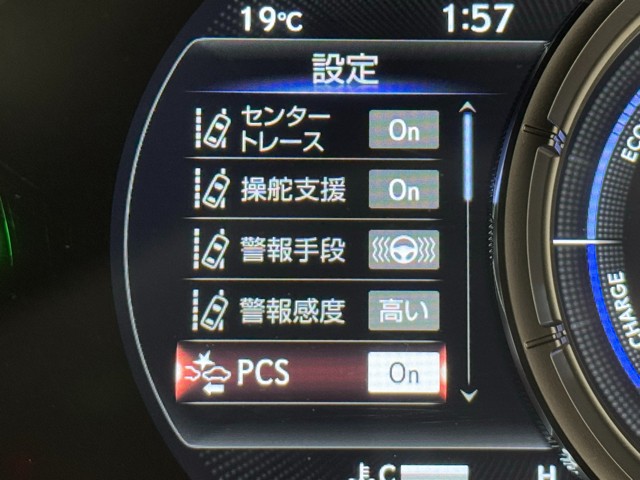 19℃
1:57
設定
センター
トレース
On
操舵支援
On
警報手段
警報感度
高い
PCS
On
ECO
CHARGE
C
H